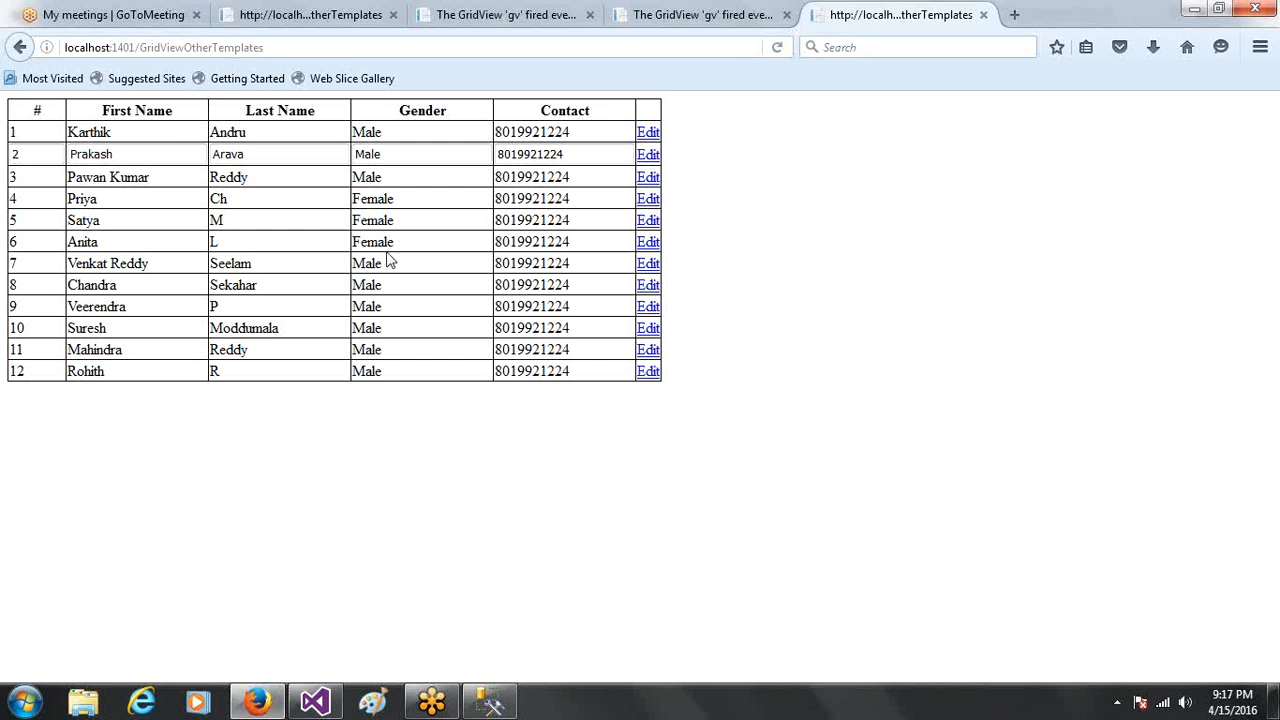 My meetings | GoToMeeting
http://localh...therTemplates
The GridView 'gv' fired eve...
The GridView 'gv' fired eve...
http://localh...therTemplates
localhost:1401/GridViewOtherTemplates
Search
Most Visited Suggested Sites Getting Started Web Slice Gallery
# First Name Last Name Gender Contact
1 Karthik Andru Male 8019921224 Edit
2 Prakash Arava Male 8019921224 Edit
3 Pawan Kumar Reddy Male 8019921224 Edit
4 Priya Ch Female 8019921224 Edit
5 Satya M Female 8019921224 Edit
6 Anita L Female 8019921224 Edit
7 Venkat Reddy Seelam Male 8019921224 Edit
8 Chandra Sekahar Male 8019921224 Edit
9 Veerendra P Male 8019921224 Edit
10 Suresh Moddumala Male 8019921224 Edit
11 Mahindra Reddy Male 8019921224 Edit
12 Rohith R Male 8019921224 Edit
9:17 PM
4/15/2016